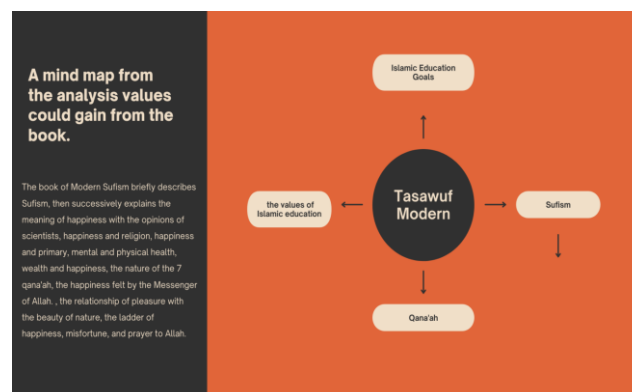 A mind map from
the analysis values
could gain from the
book.
The book of Modern Sufism briefly describes
Sufism, then successively explains the
meaning of happiness with the opinions of
scientists, happiness and religion, happiness
and primary, mental and physical health,
wealth and happiness, the nature of the 7
qana'ah, the happiness felt by the Messenger
of Allah. , the relationship of pleasure with
the beauty of nature, the ladder of
happiness, misfortune, and prayer to Allah.
Islamic Education
Goals
the values of
Islamic education
Tasawuf
Modern
Sufism
Qana'ah